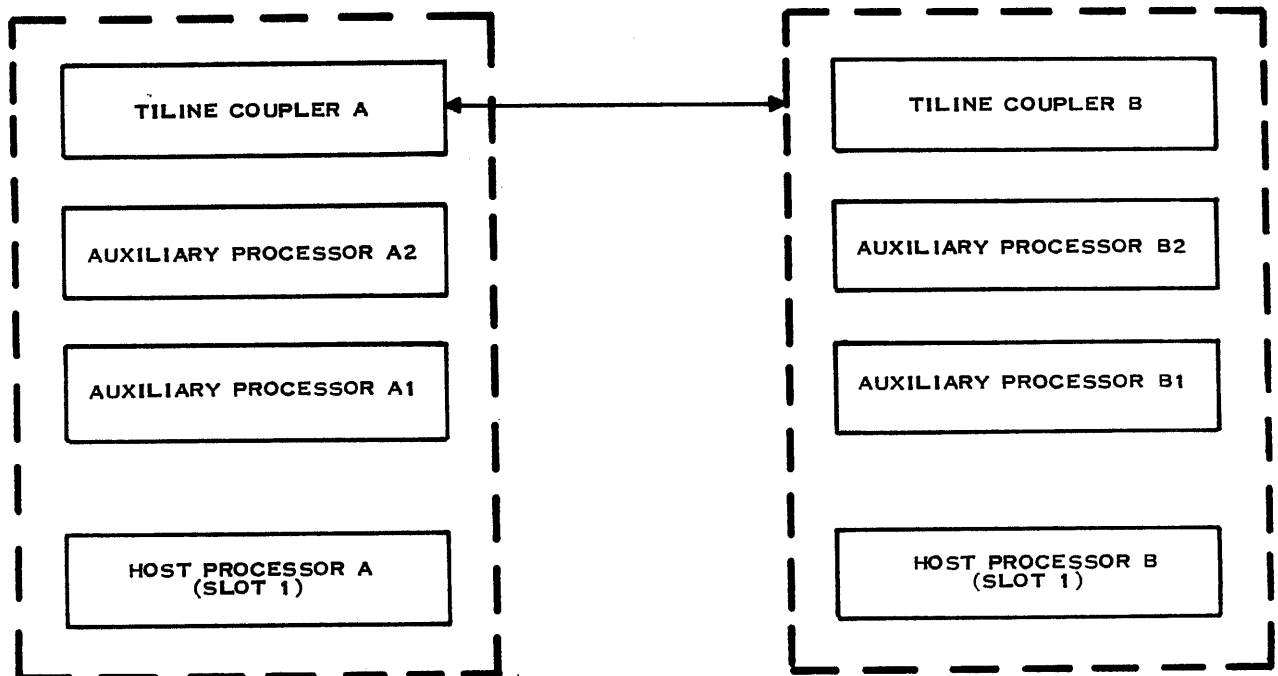 TILINE COUPLER A
AUXILIARY PROCESSOR A2
AUXILIARY PROCESSOR A1
HOST PROCESSOR A
(SLOT 1)
TILINE COUPLER B
AUXILIARY PROCESSOR B2
AUXILIARY PROCESSOR B1
HOST PROCESSOR B
(SLOT 1)